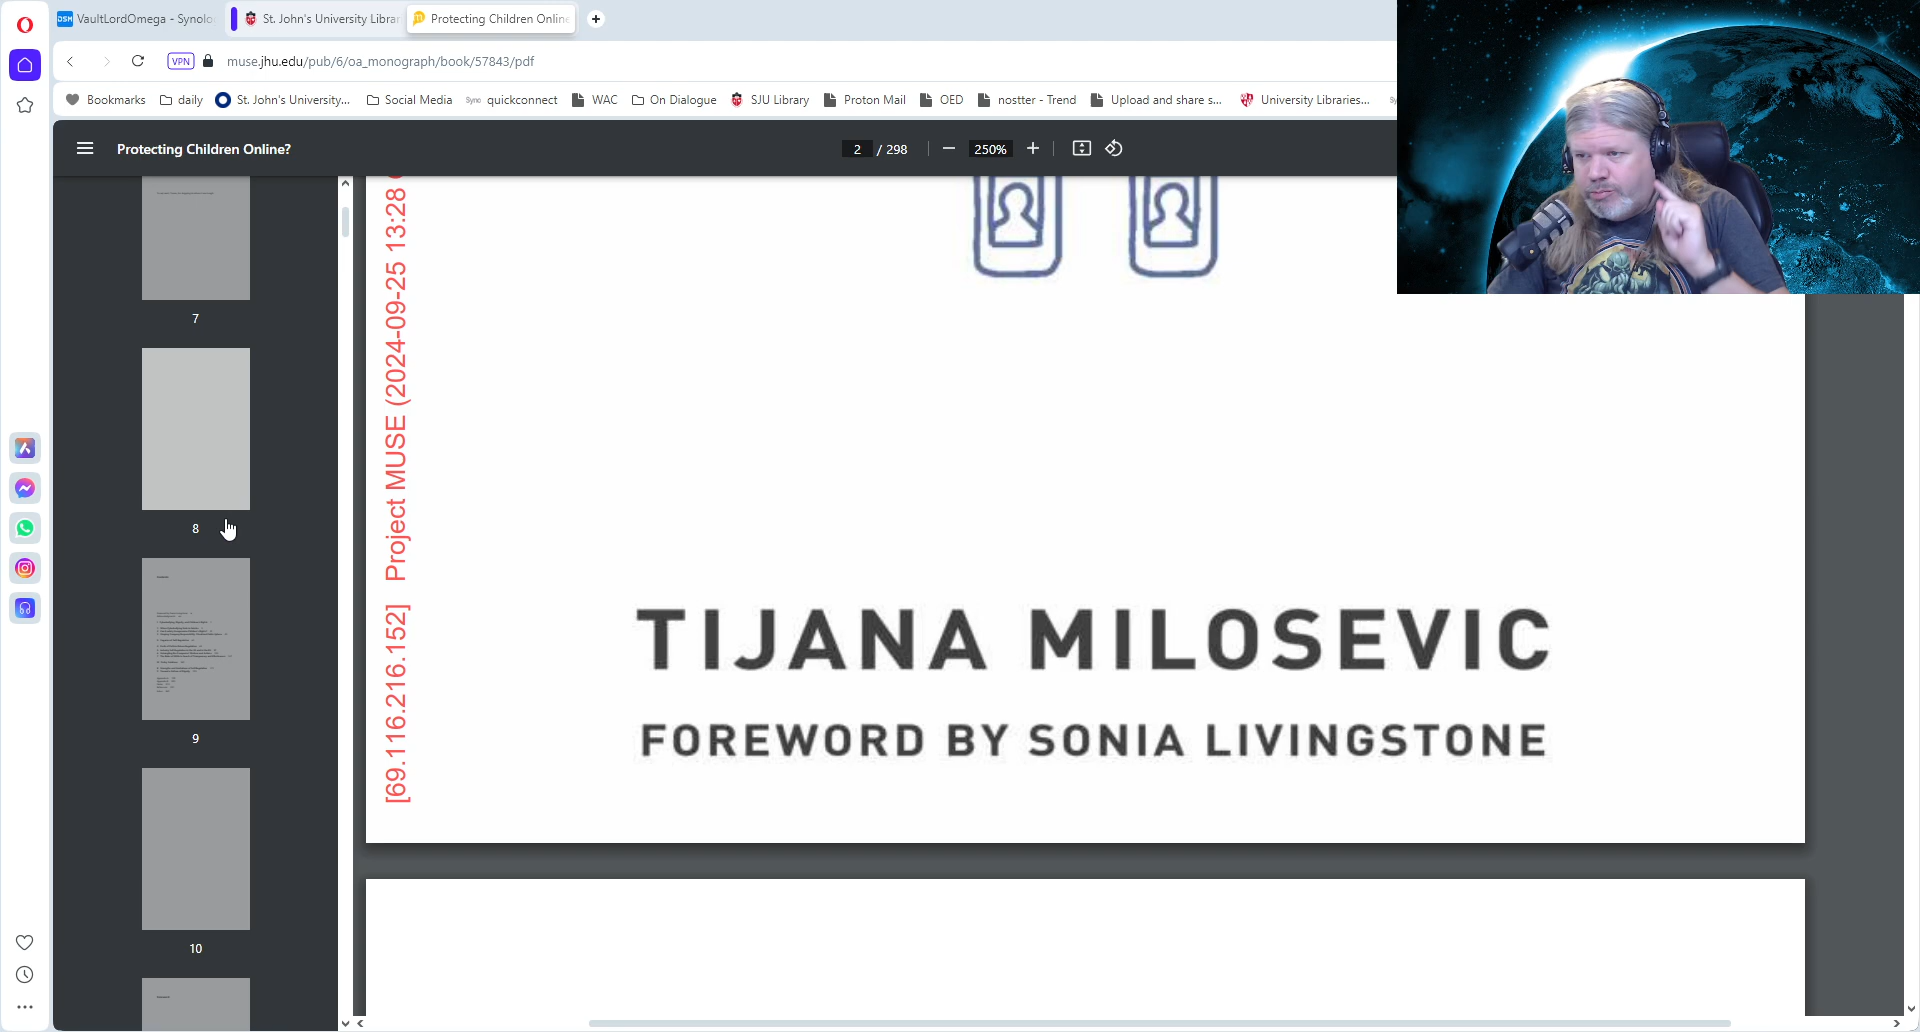 VaultLordOmega - Synolo
St. John's University Librar
Protecting Children Online
VPN
muse.jhu.edu/pub/6/oa_monograph/book/57843/pdf
Bookmarks
daily
St. John's University...
Social Media
quickconnect
WAC
On Dialogue
SJU Library
Proton Mail
OED
nostter - Trend
Upload and share s...
University Libraries...
Protecting Children Online?
2 / 298
250%
7
8
9
10
[69.116.216.152] Project MUSE (2024-09-25 13:28
TIJANA MILOSEVIC
FOREWORD BY SONIA LIVINGSTONE